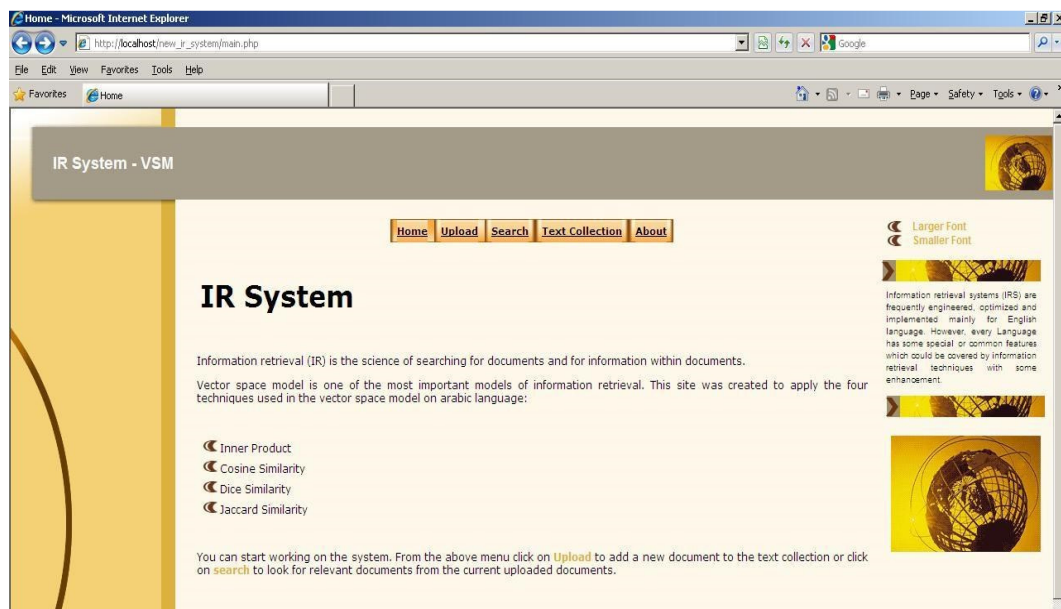 Home - Microsoft Internet Explorer
http://localhost/new_ir_system/main.php
Google
File Edit View Favorites Tools Help
Favorites Home
Page Safety Tools
IR System - VSM
Home Upload Search Text Collection About
Larger Font
Smaller Font
IR System
Information retrieval (IR) is the science of searching for documents and for information within documents.
Vector space model is one of the most important models of information retrieval. This site was created to apply the four
techniques used in the vector space model on arabic language:
Inner Product
Cosine Similarity
Dice Similarity
Jaccard Similarity
You can start working on the system. From the above menu click on Upload to add a new document to the text collection or click
on search to look for relevant documents from the current uploaded documents.
Information retrieval systems (IRS) are
frequently engineered, optimized and
implemented mainly for English
language. However, every Language
has some special or common features
which could be covered by information
retrieval techniques with some
enhancement.